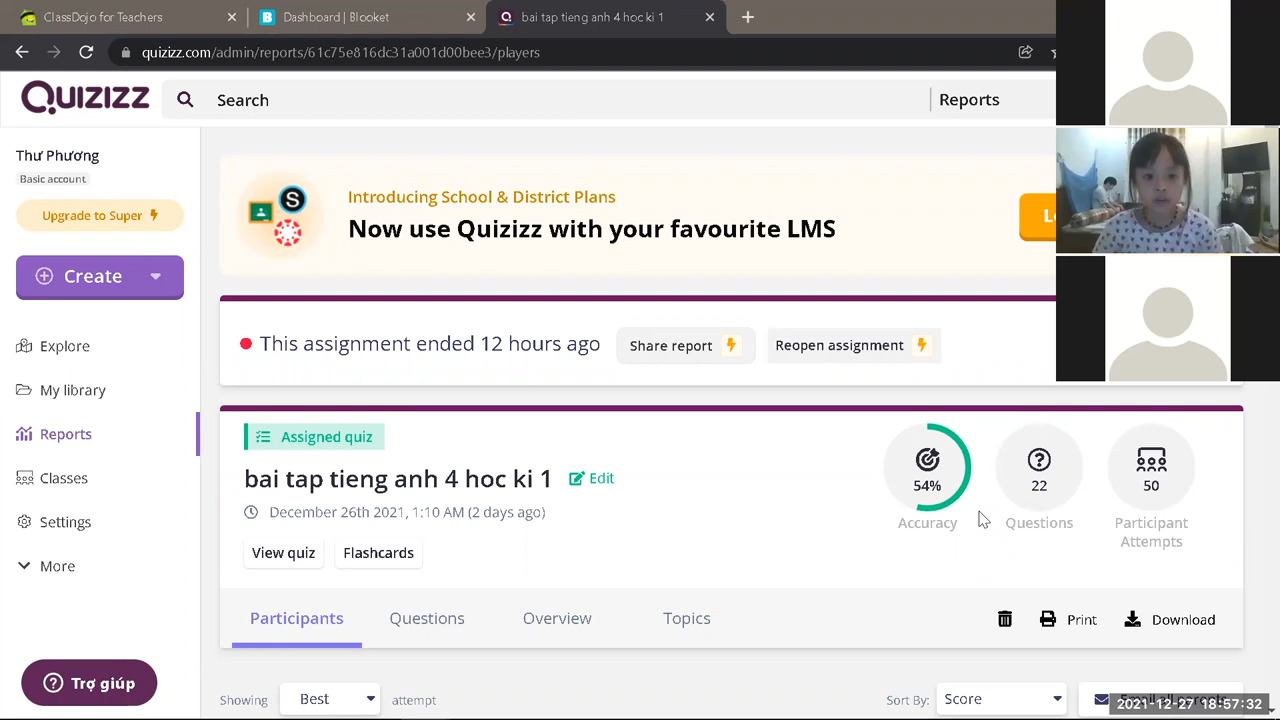 ClassDojo for Teachers
Dashboard | Blooket
bai tap tieng anh 4 hoc ki 1
quizizz.com/admin/reports/61c75e816dc31a001d00bee3/players
QUIZIZZ
Search
Reports
Thư Phương
Basic account
Upgrade to Super
Create
Explore
My library
Reports
Classes
Settings
More
Trợ giúp
Introducing School & District Plans
Now use Quizizz with your favourite LMS
This assignment ended 12 hours ago
Share report
Reopen assignment
Assigned quiz
bai tap tieng anh 4 hoc ki 1
Edit
December 26th 2021, 1:10 AM (2 days ago)
View quiz
Flashcards
54%
Accuracy
22
Questions
50
Participant
Attempts
Participants
Questions
Overview
Topics
Print
Download
Showing
Best
attempt
Sort By:
Score
2021-12-27 18:57:32